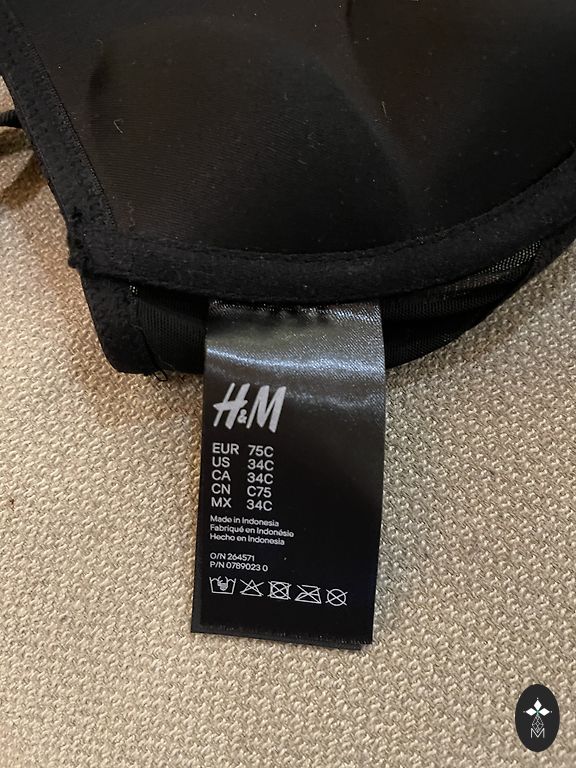 H&M
EUR 75C
US 34C
CA 34C
CN C75
MX 34C
Made in Indonesia
Fabriqué en Indonésie
Hecho en Indonesia
O/N 264571
P/N 0789023 0
M